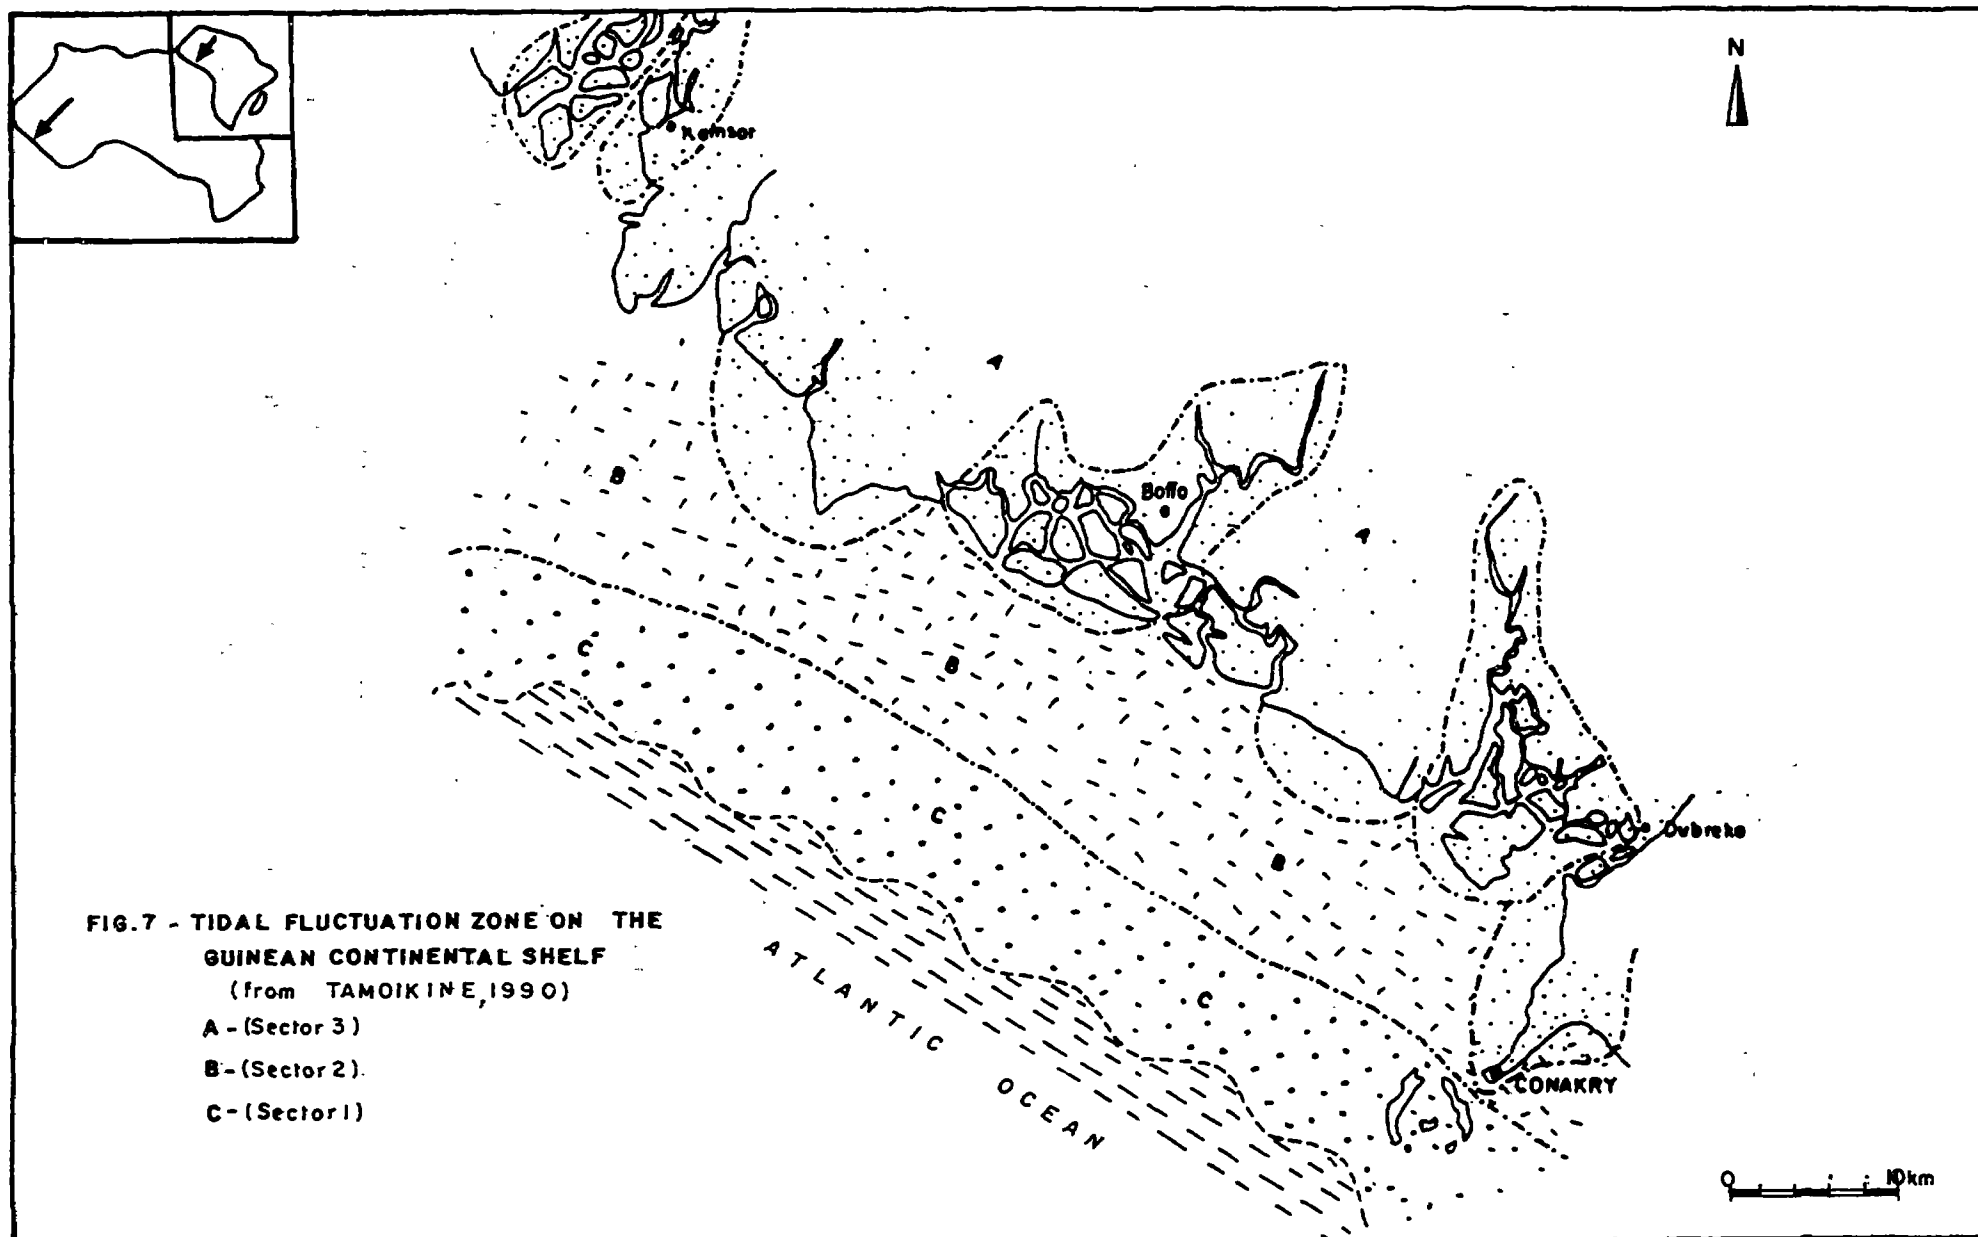 N
Kamsar
A
B
Boffo
A
C
B
C
Dubreka
B
FIG.7 - TIDAL FLUCTUATION ZONE ON THE
GUINEAN CONTINENTAL SHELF
(from TAMOIKINE, 1990)
A - (Sector 3)
B - (Sector 2).
C - (Sector 1)
ATLANTIC OCEAN
C
CONAKRY
0 10km